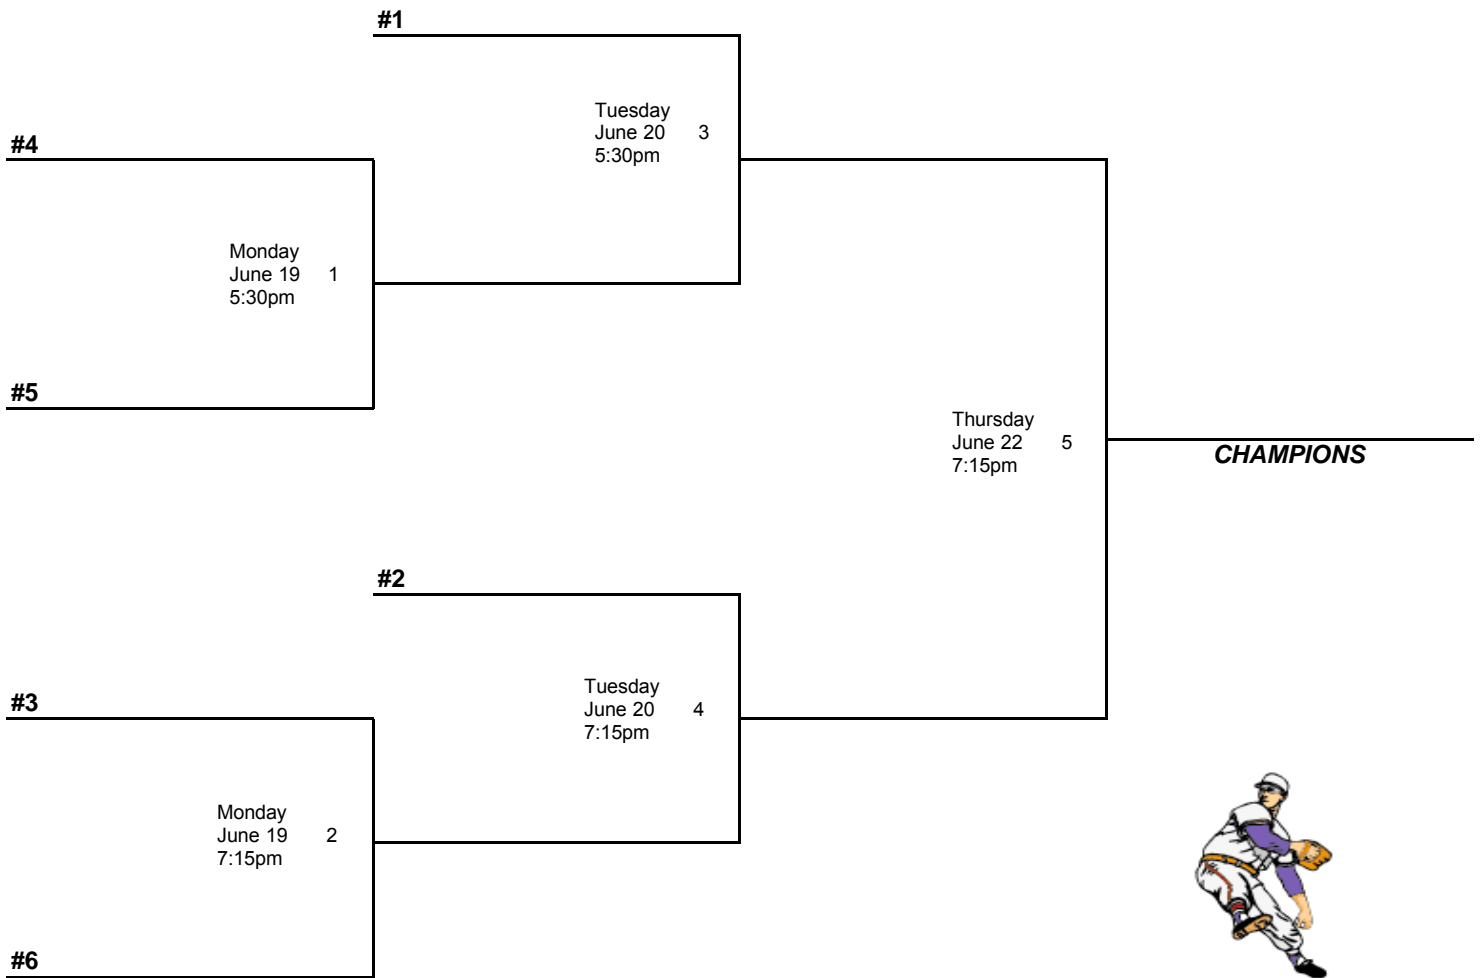 #1
Tuesday
June 20 3
5:30pm
#4
Monday
June 19 1
5:30pm
#5
Thursday
June 22 5
7:15pm
CHAMPIONS
#2
Tuesday
June 20 4
7:15pm
#3
Monday
June 19 2
7:15pm
#6